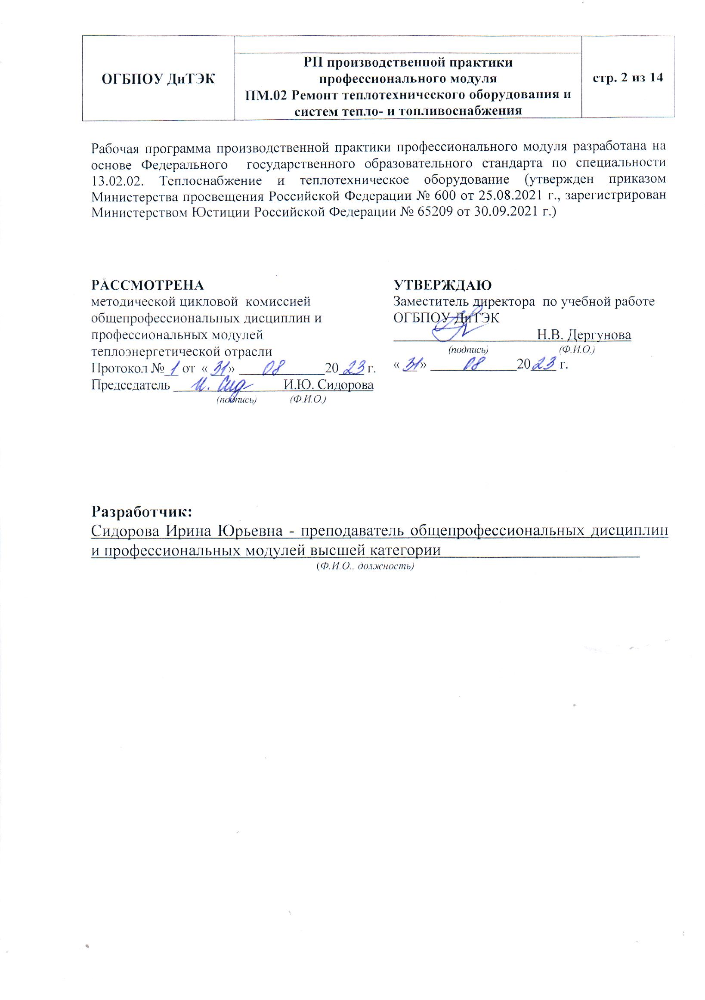 ОГБПОУ ДиТЭК
РП производственной практики
профессионального модуля
ПМ.02 Ремонт теплотехнического оборудования и
систем тепло- и топливоснабжения
стр. 2 из 14
Рабочая программа производственной практики профессионального модуля разработана на
основе Федерального государственного образовательного стандарта по специальности
13.02.02. Теплоснабжение и теплотехническое оборудование (утвержден приказом
Министерства просвещения Российской Федерации № 600 от 25.08.2021 г., зарегистрирован
Министерством Юстиции Российской Федерации № 65209 от 30.09.2021 г.)
РАССМОТРЕНА
методической цикловой комиссией
общепрофессиональных дисциплин и
профессиональных модулей
теплоэнергетической отрасли
Протокол № 1 от « 31 » 08 20 23 г.
Председатель И. Сид И.Ю. Сидорова
(подпись) (Ф.И.О.)
УТВЕРЖДАЮ
Заместитель директора по учебной работе
ОГБПОУ ДиТЭК
Н.В. Дергунова
(подпись) (Ф.И.О.)
« 31 » 08 20 23 г.
Разработчик:
Сидорова Ирина Юрьевна - преподаватель общепрофессиональных дисциплин
и профессиональных модулей высшей категории
(Ф.И.О., должность)